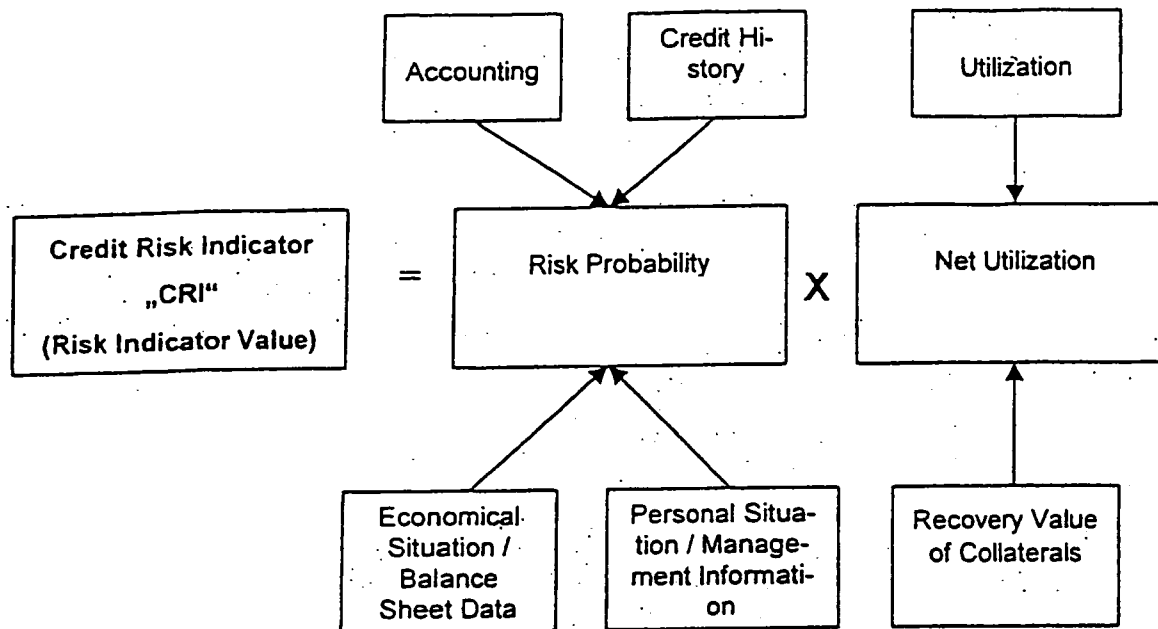 Accounting
Credit Hi-
story
Utilization
Credit Risk Indicator
„CRI“
(Risk Indicator Value)
=
Risk Probability
X
Net Utilization
Economical
Situation /
Balance
Sheet Data
Personal Situa-
tion / Manage-
ment Informati-
on
Recovery Value
of Collaterals